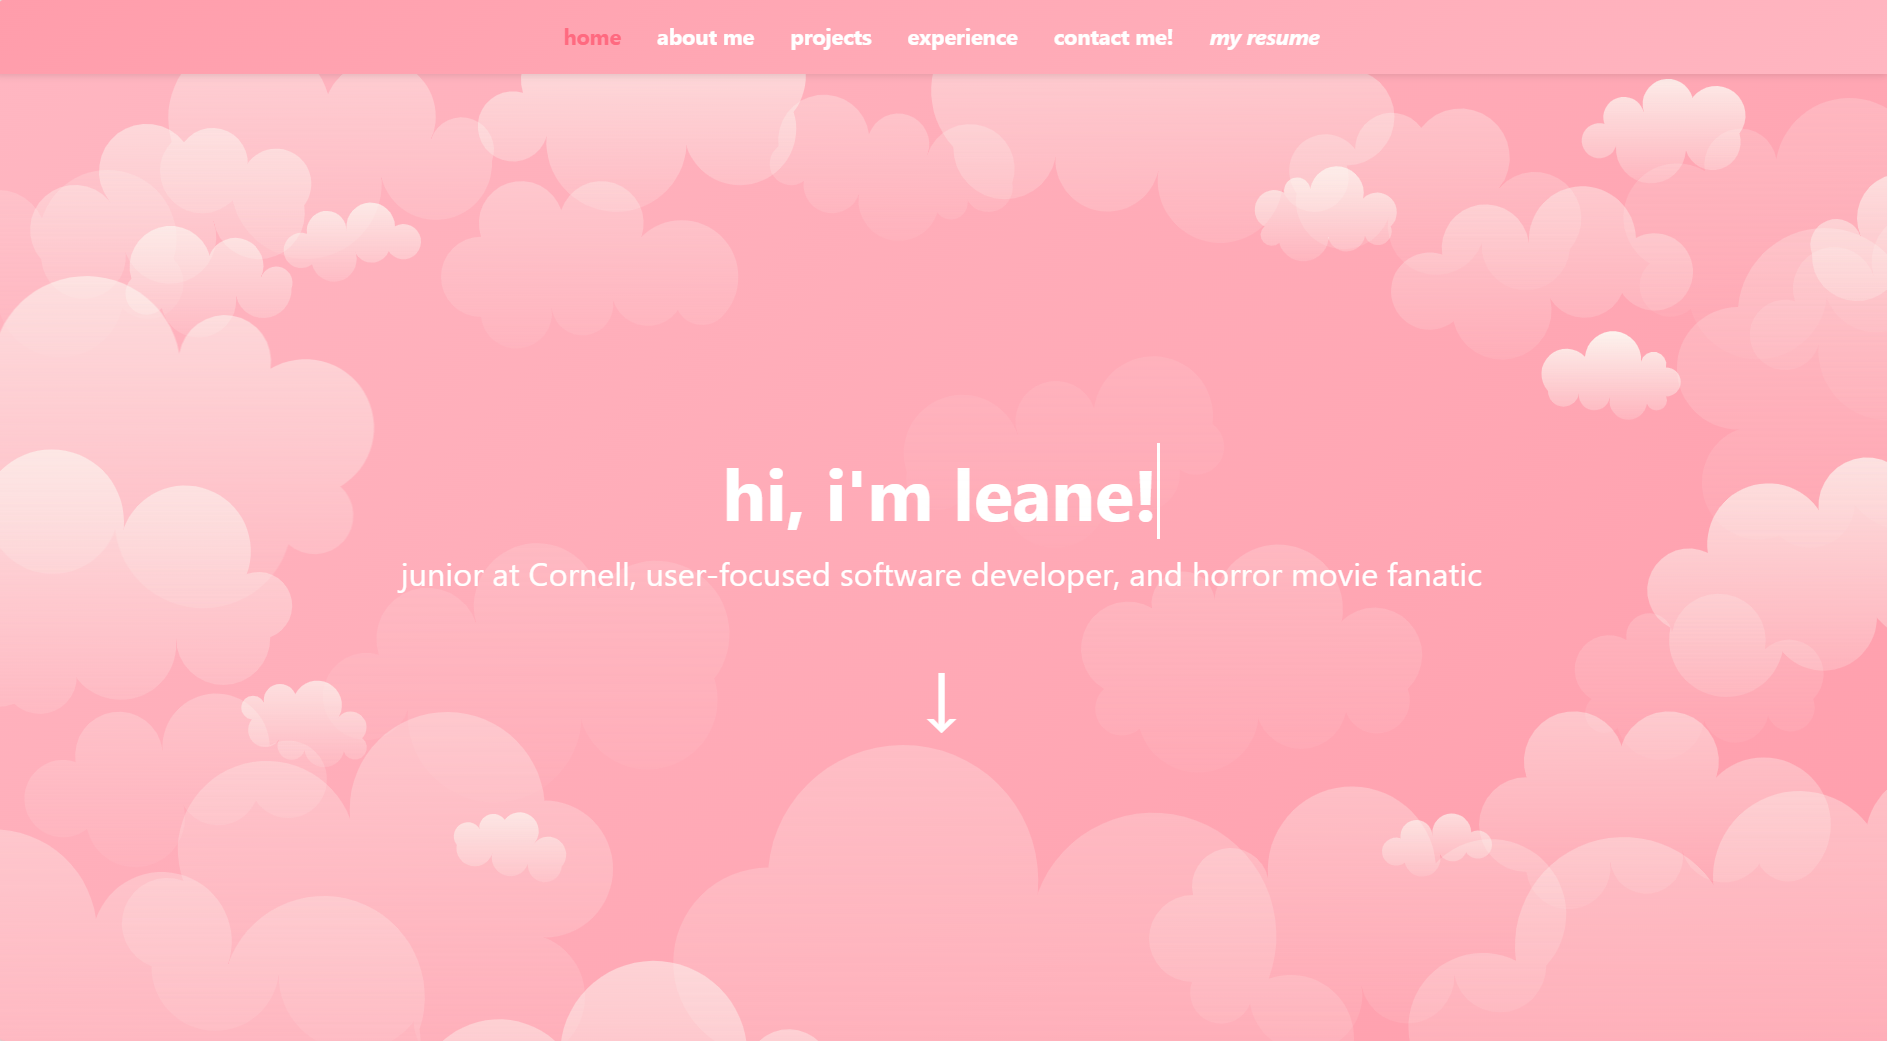 home about me projects experience contact me! my resume
hi, i'm leane!
junior at Cornell, user-focused software developer, and horror movie fanatic